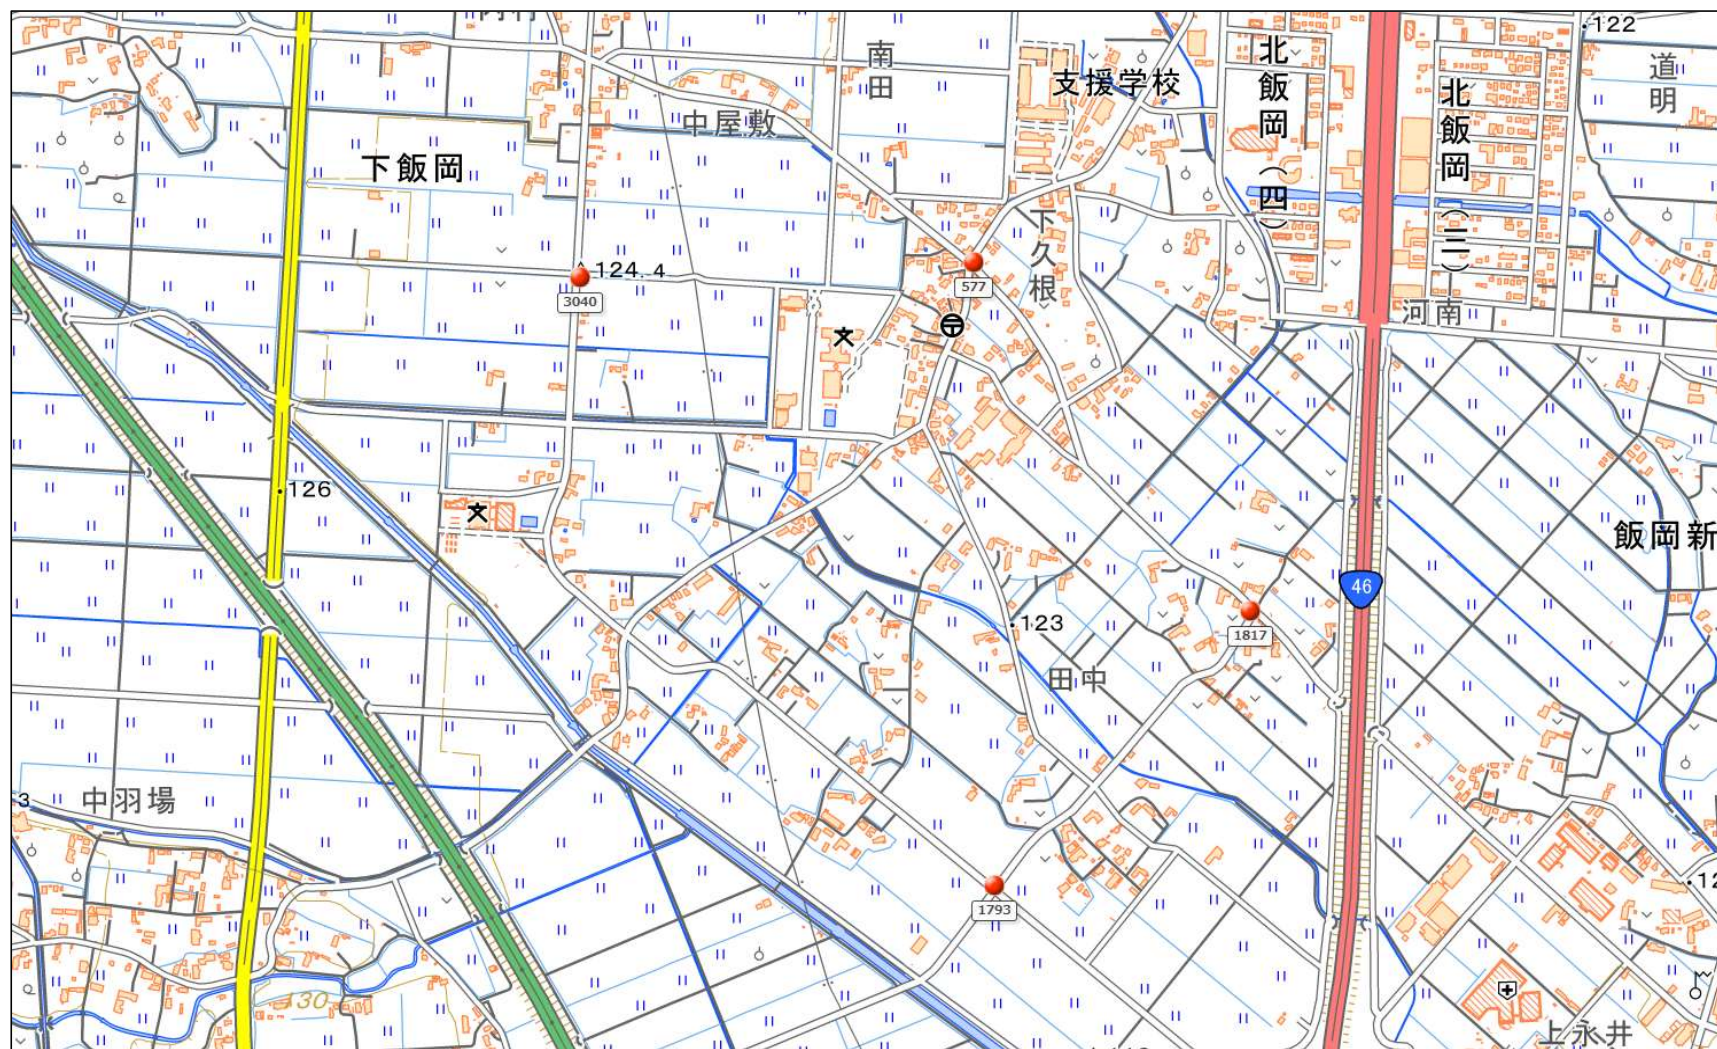 122
南田
道明
支援学校
北飯岡(四)
北飯岡(三)
中屋敷
下飯岡
下久根
124.4
3040
577
河南
126
飯岡新
46
123
1817
田中
中羽場
3
1793
130
上永井